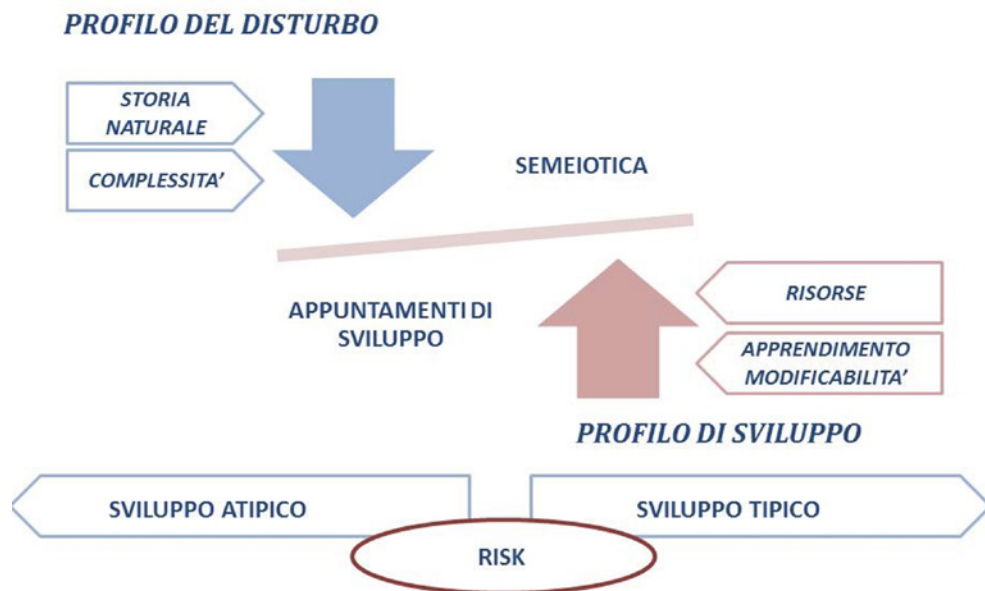 PROFILO DEL DISTURBO
STORIA
NATURALE
COMPLESSITA’
SEMEIOTICA
APPUNTAMENTI DI
SVILUPPO
RISORSE
APPRENDIMENTO
MODIFICABILITA’
PROFILO DI SVILUPPO
SVILUPPO ATIPICO
SVILUPPO TIPICO
RISK